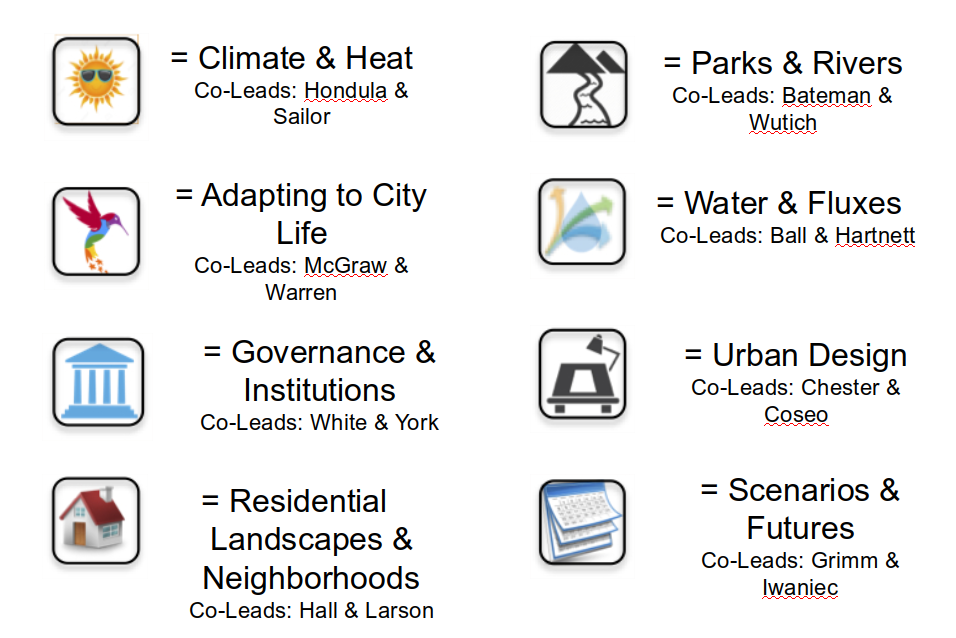 = Climate & Heat
Co-Leads: Hondula &
Sailor
= Adapting to City
Life
Co-Leads: McGraw &
Warren
= Governance &
Institutions
Co-Leads: White & York
= Residential
Landscapes &
Neighborhoods
Co-Leads: Hall & Larson
= Parks & Rivers
Co-Leads: Bateman &
Wutich
= Water & Fluxes
Co-Leads: Ball & Hartnett
= Urban Design
Co-Leads: Chester &
Coseo
= Scenarios &
Futures
Co-Leads: Grimm &
Iwaniec